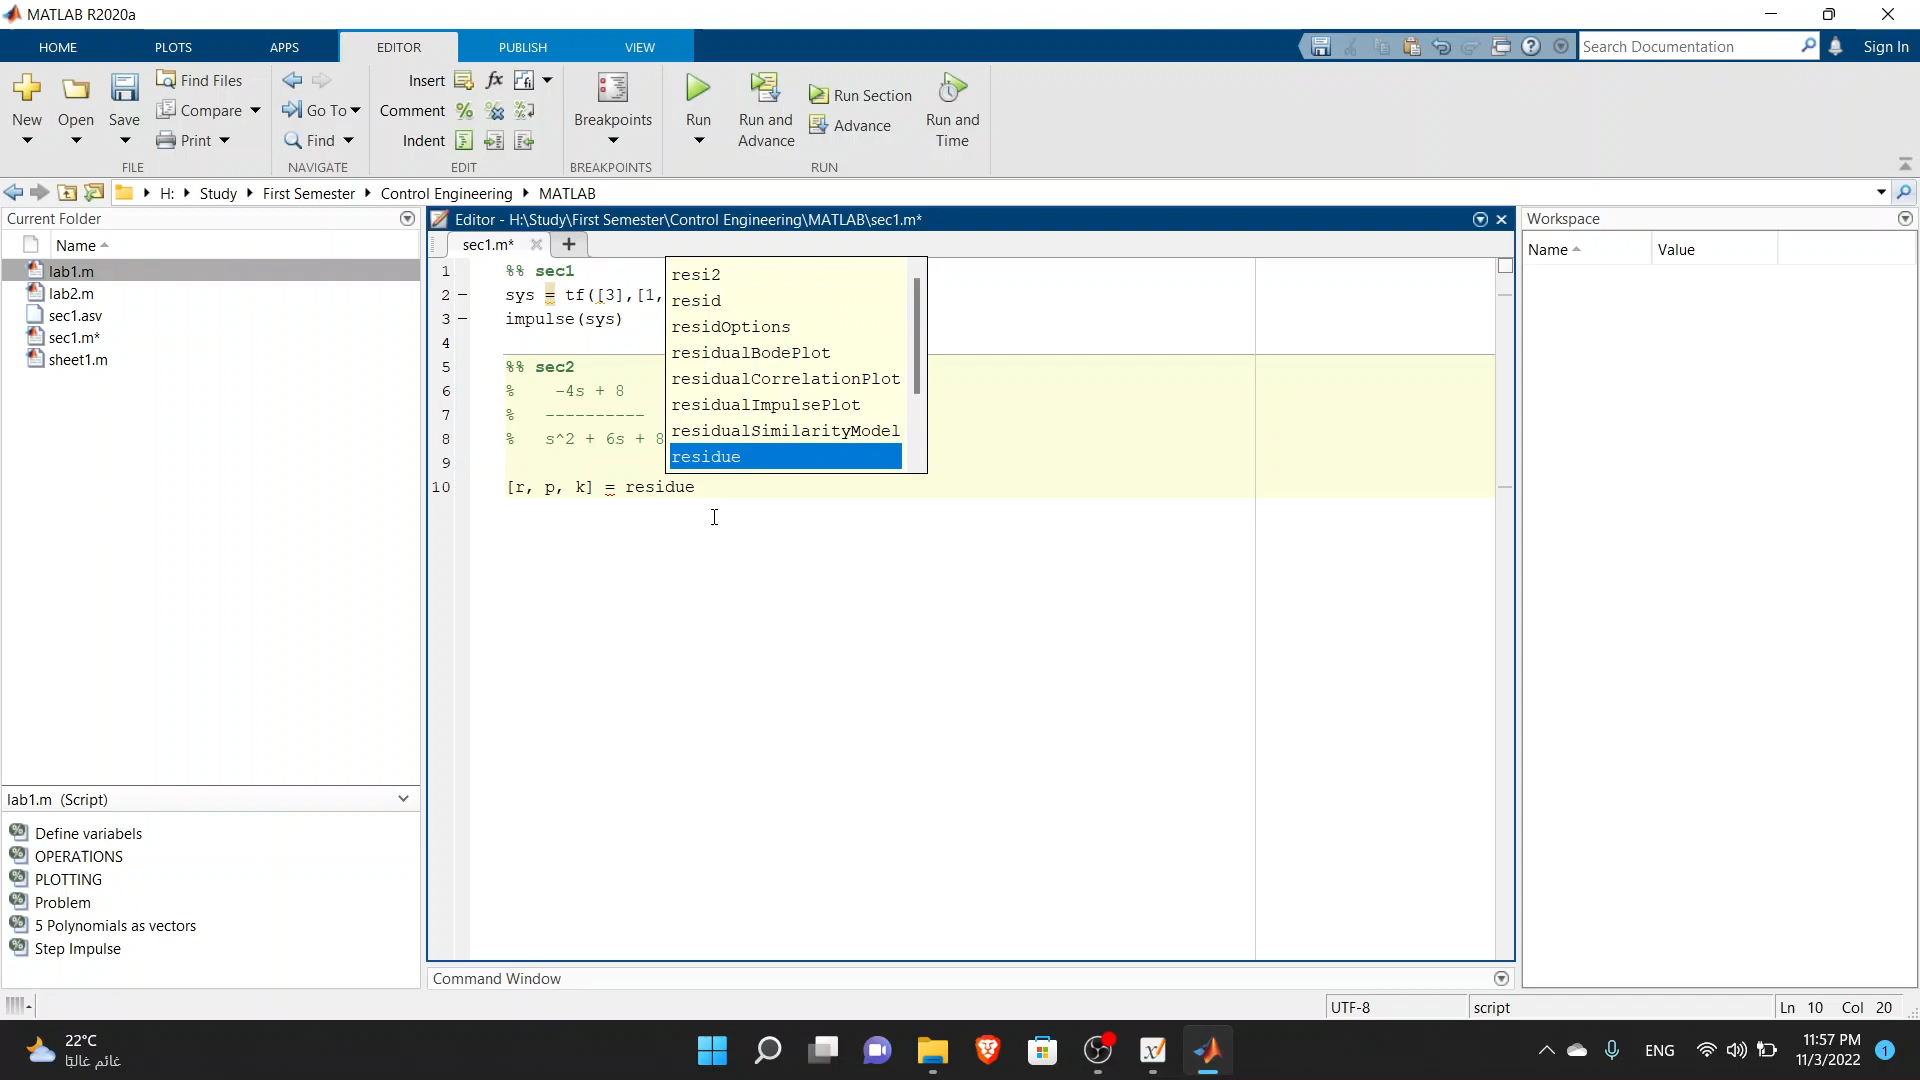 MATLAB R2020a
HOME PLOTS APPS EDITOR PUBLISH VIEW
Search Documentation
Sign In
New
Open
Save
Find Files
Compare
Print
FILE
Go To
Find
NAVIGATE
Insert
Comment
Indent
EDIT
Breakpoints
BREAKPOINTS
Run
Run and Advance
Run Section
Advance
Run and Time
RUN
H: Study First Semester Control Engineering MATLAB
Current Folder
Name
lab1.m
lab2.m
sec1.asv
sec1.m*
sheet1.m
lab1.m (Script)
Define variabels
OPERATIONS
PLOTTING
Problem
5 Polynomials as vectors
Step Impulse
Editor - H:\Study\First Semester\Control Engineering\MATLAB\sec1.m*
sec1.m*
1 %% sec1
2 – sys = tf([3],[1,
3 – impulse(sys)
4
5 %% sec2
6 % -4s + 8
7 % ----------
8 % s^2 + 6s + 8
9
10 [r, p, k] = residue
resi2
resid
residOptions
residualBodePlot
residualCorrelationPlot
residualImpulsePlot
residualSimilarityModel
residue
Command Window
Workspace
Name Value
UTF-8 script Ln 10 Col 20
22°C
غائم غالبًا
ENG
11:57 PM
11/3/2022
1